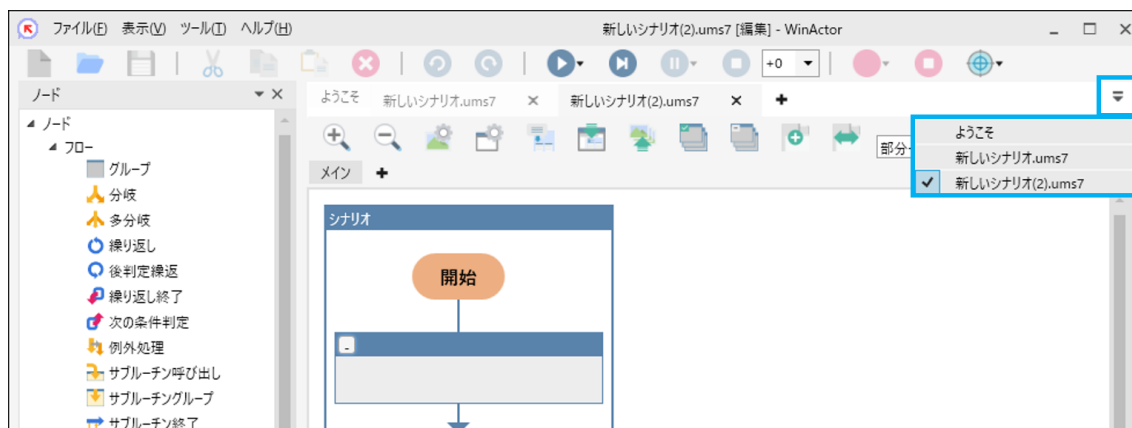 ファイル(F) 表示(V) ツール(T) ヘルプ(H) 新しいシナリオ(2).ums7 [編集] - WinActor
+0
ノード
ようこそ 新しいシナリオ.ums7 新しいシナリオ(2).ums7
ノード
フロー
グループ
分岐
多分岐
繰り返し
後判定繰返
繰り返し終了
次の条件判定
例外処理
サブルーチン呼び出し
サブルーチングループ
サブルーチン終了
部分
メイン
シナリオ
開始
ようこそ
新しいシナリオ.ums7
新しいシナリオ(2).ums7